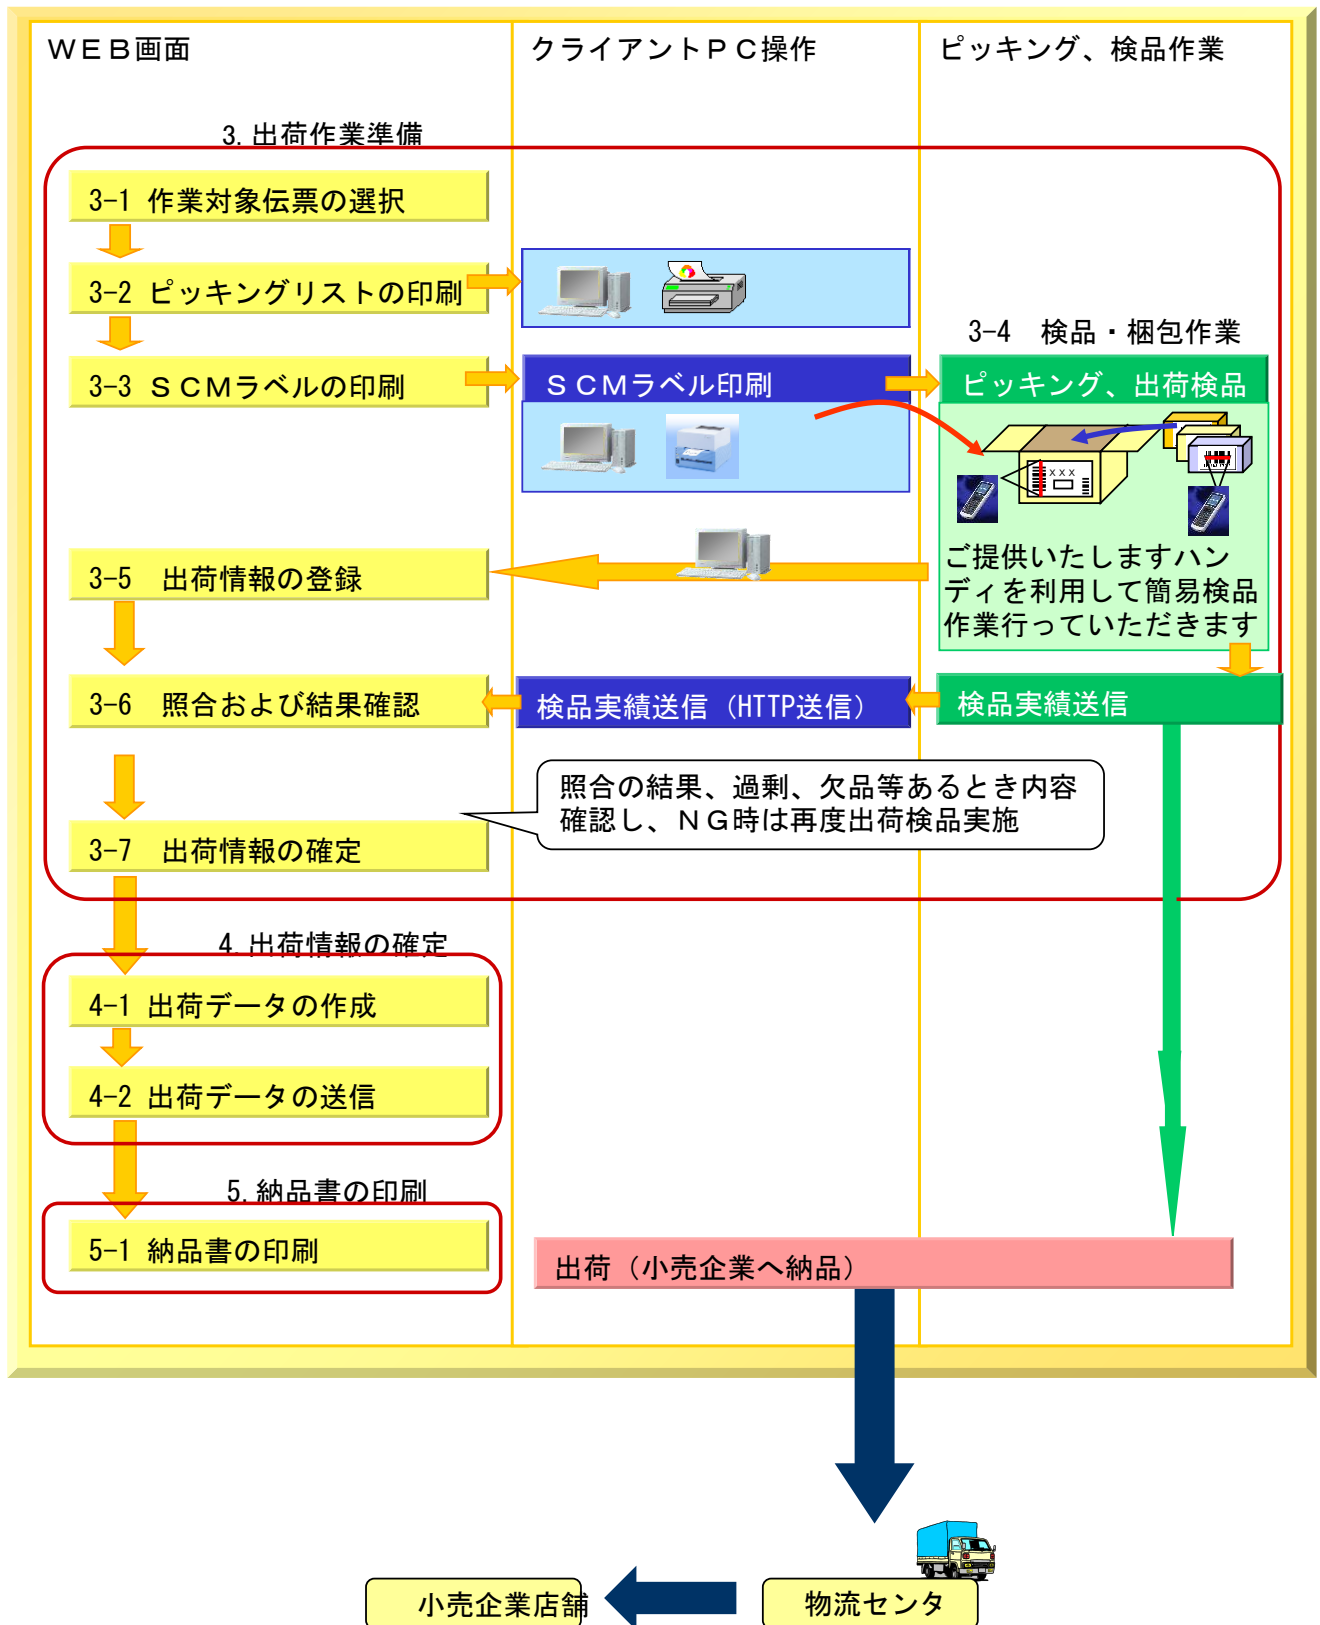 ＷＥＢ画面
クライアントＰＣ操作
ピッキング、検品作業
3.出荷作業準備
3-1 作業対象伝票の選択
3-2 ピッキングリストの印刷
3-4　検品・梱包作業
3-3 ＳＣＭラベルの印刷
ＳＣＭラベル印刷
ピッキング、出荷検品
ＸＸＸ
ご提供いたしますハン
ディを利用して簡易検品
作業行っていただきます
3-5　出荷情報の登録
3-6　照合および結果確認
検品実績送信（HTTP送信）
検品実績送信
照合の結果、過剰、欠品等あるとき内容
確認し、ＮＧ時は再度出荷検品実施
3-7　出荷情報の確定
4.出荷情報の確定
4-1 出荷データの作成
4-2 出荷データの送信
5.納品書の印刷
5-1 納品書の印刷
出荷（小売企業へ納品）
小売企業店舗
物流センタ